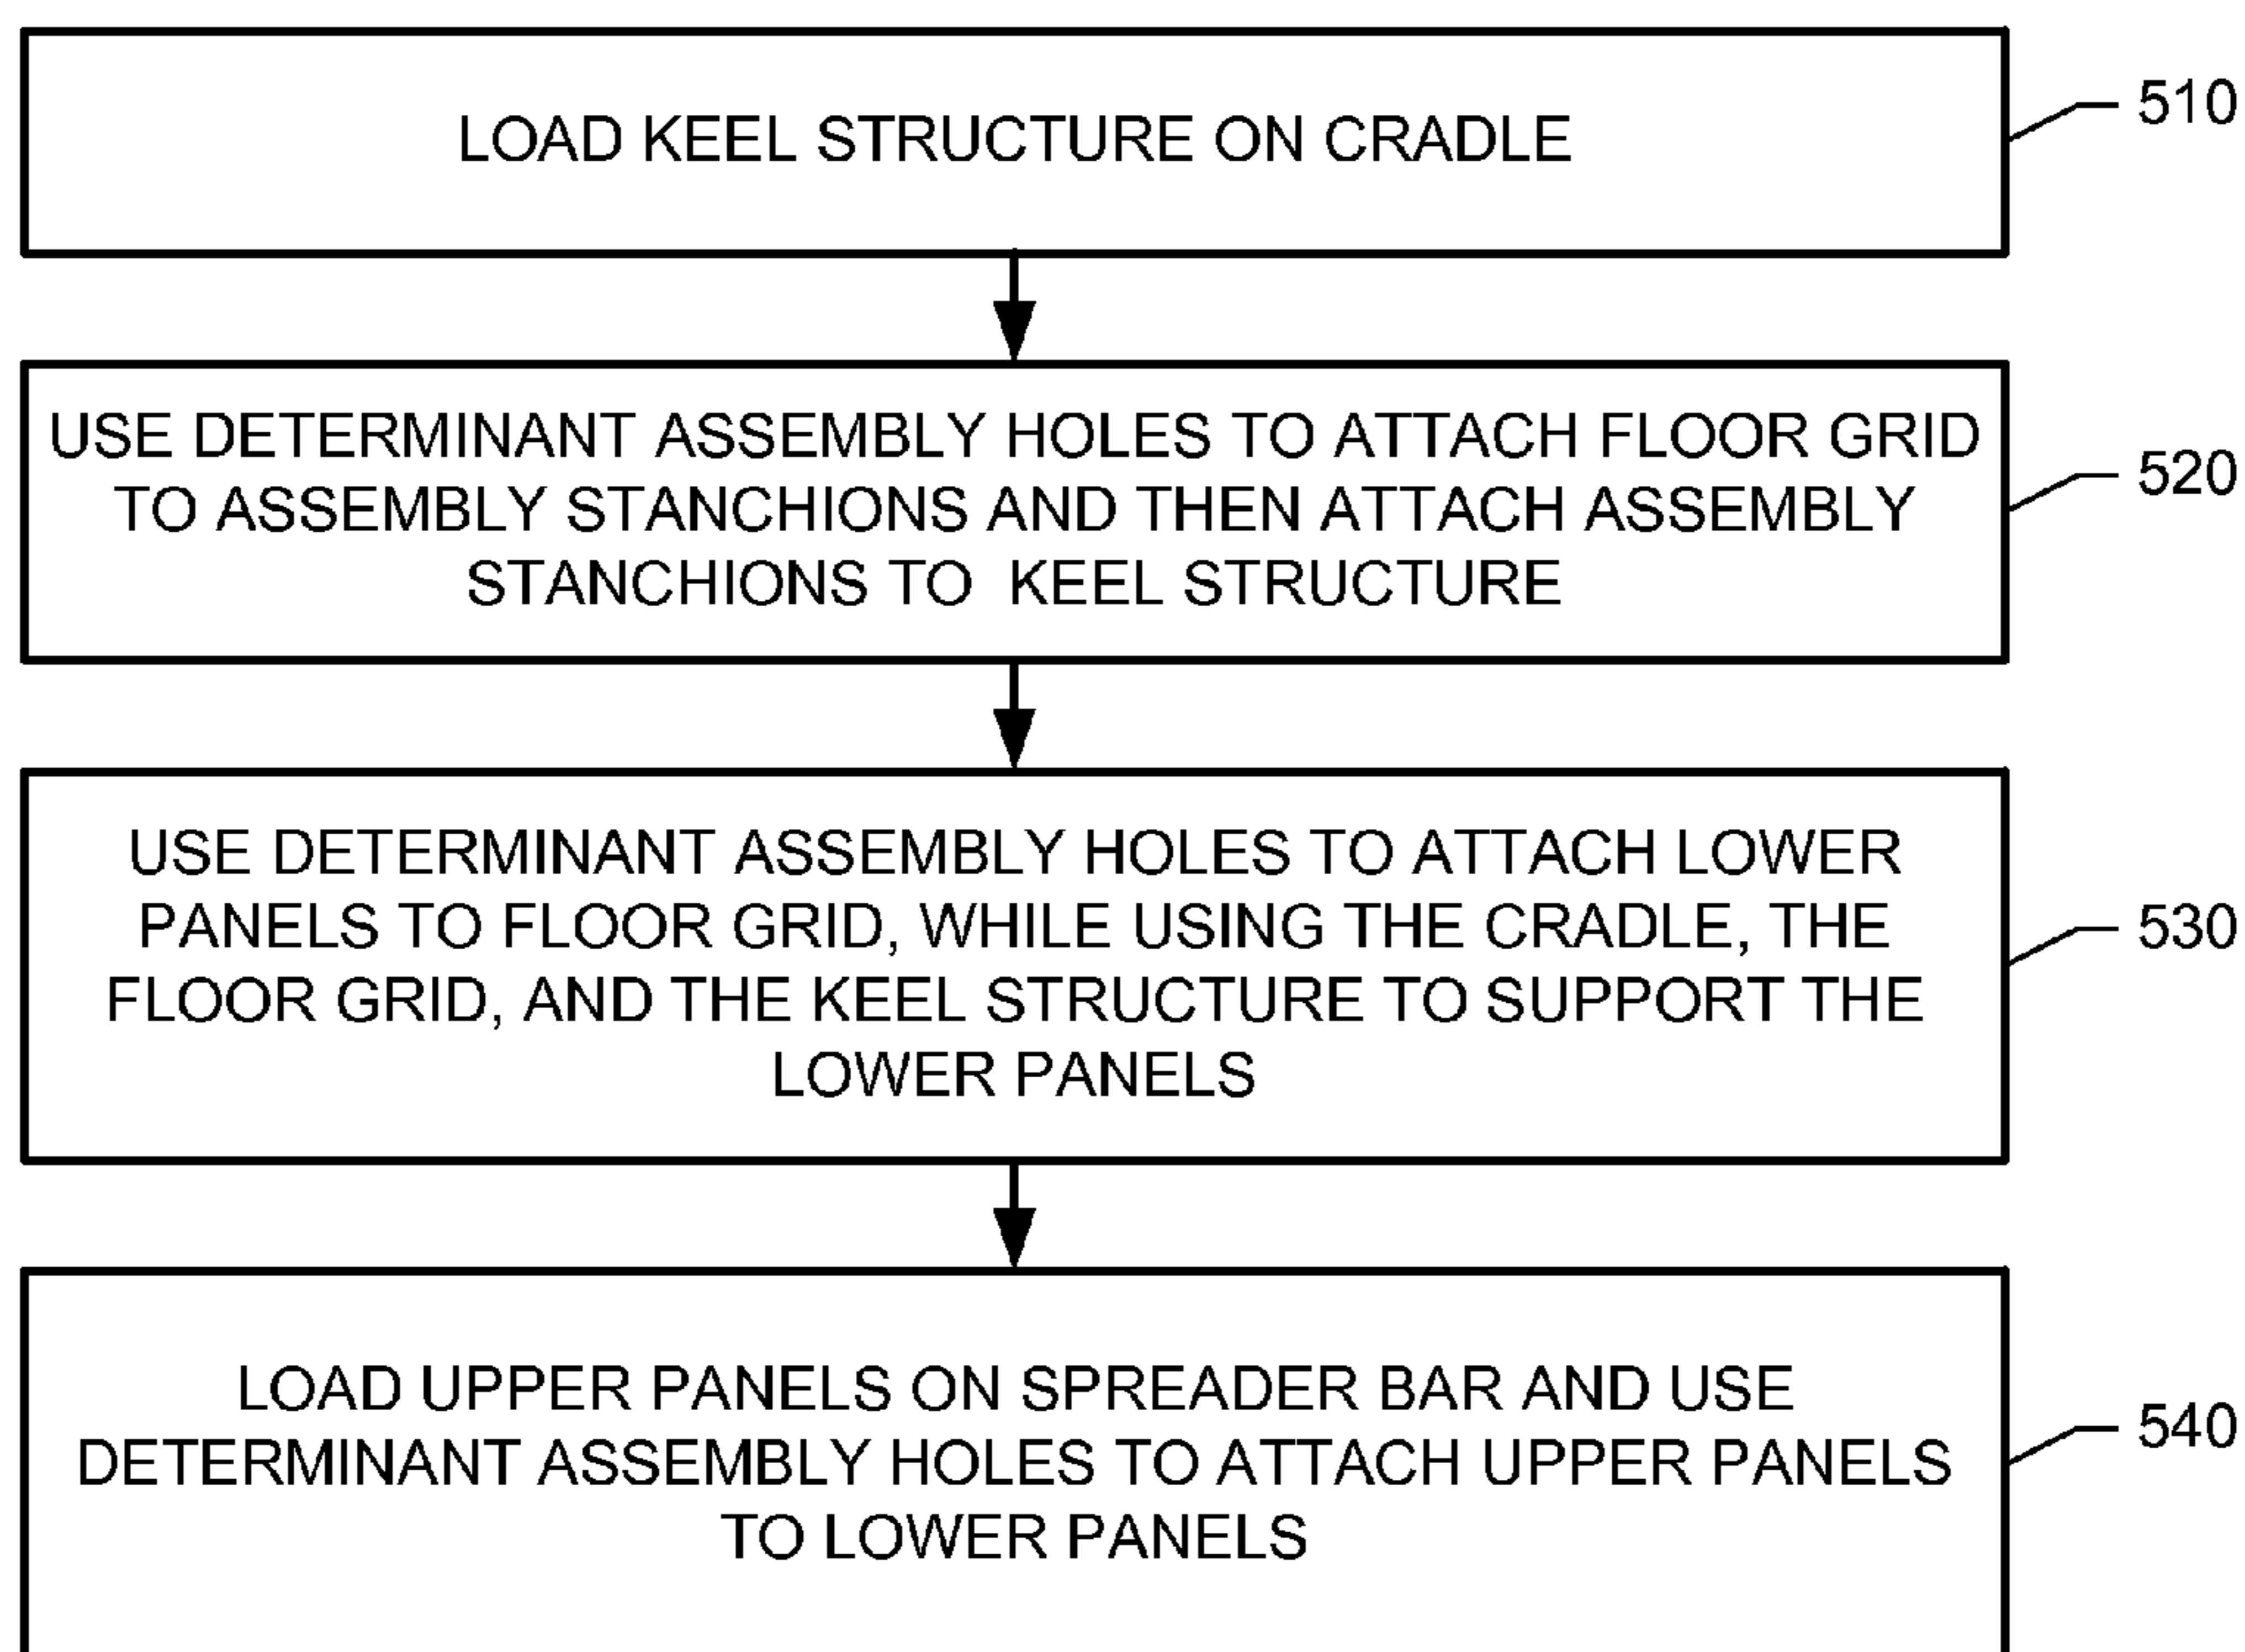 LOAD KEEL STRUCTURE ON CRADLE
510
USE DETERMINANT ASSEMBLY HOLES TO ATTACH FLOOR GRID
TO ASSEMBLY STANCHIONS AND THEN ATTACH ASSEMBLY
STANCHIONS TO KEEL STRUCTURE
520
USE DETERMINANT ASSEMBLY HOLES TO ATTACH LOWER
PANELS TO FLOOR GRID, WHILE USING THE CRADLE, THE
FLOOR GRID, AND THE KEEL STRUCTURE TO SUPPORT THE
LOWER PANELS
530
LOAD UPPER PANELS ON SPREADER BAR AND USE
DETERMINANT ASSEMBLY HOLES TO ATTACH UPPER PANELS
TO LOWER PANELS
540